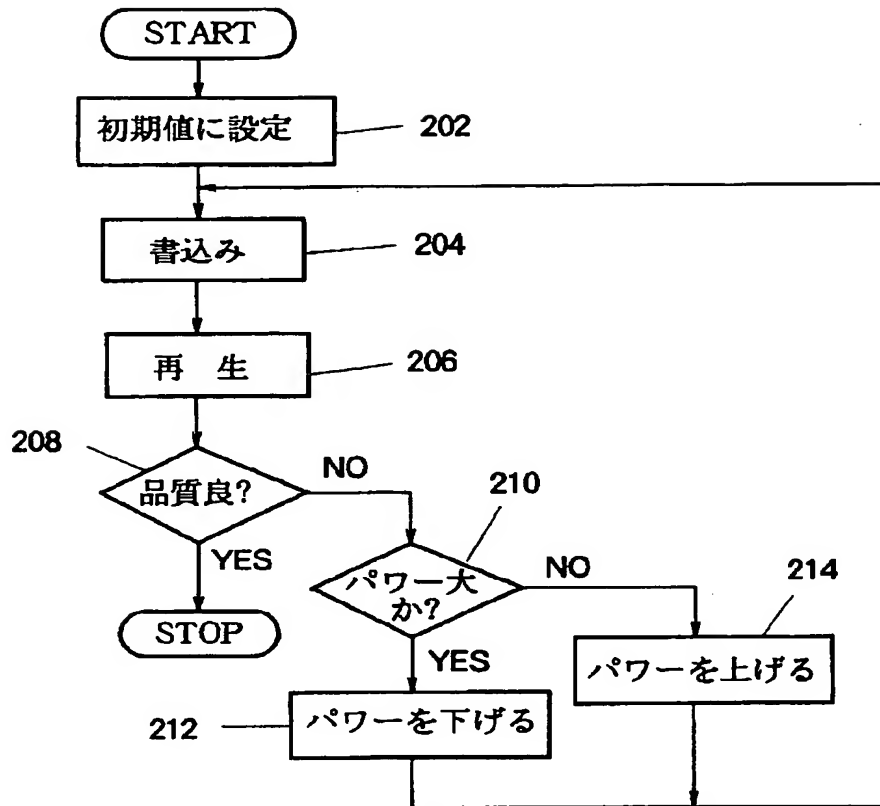 START
初期値に設定
202
書込み
204
再 生
206
208
品質良?
NO
210
YES
パワー大
か?
NO
214
STOP
YES
パワーを上げる
212
パワーを下げる